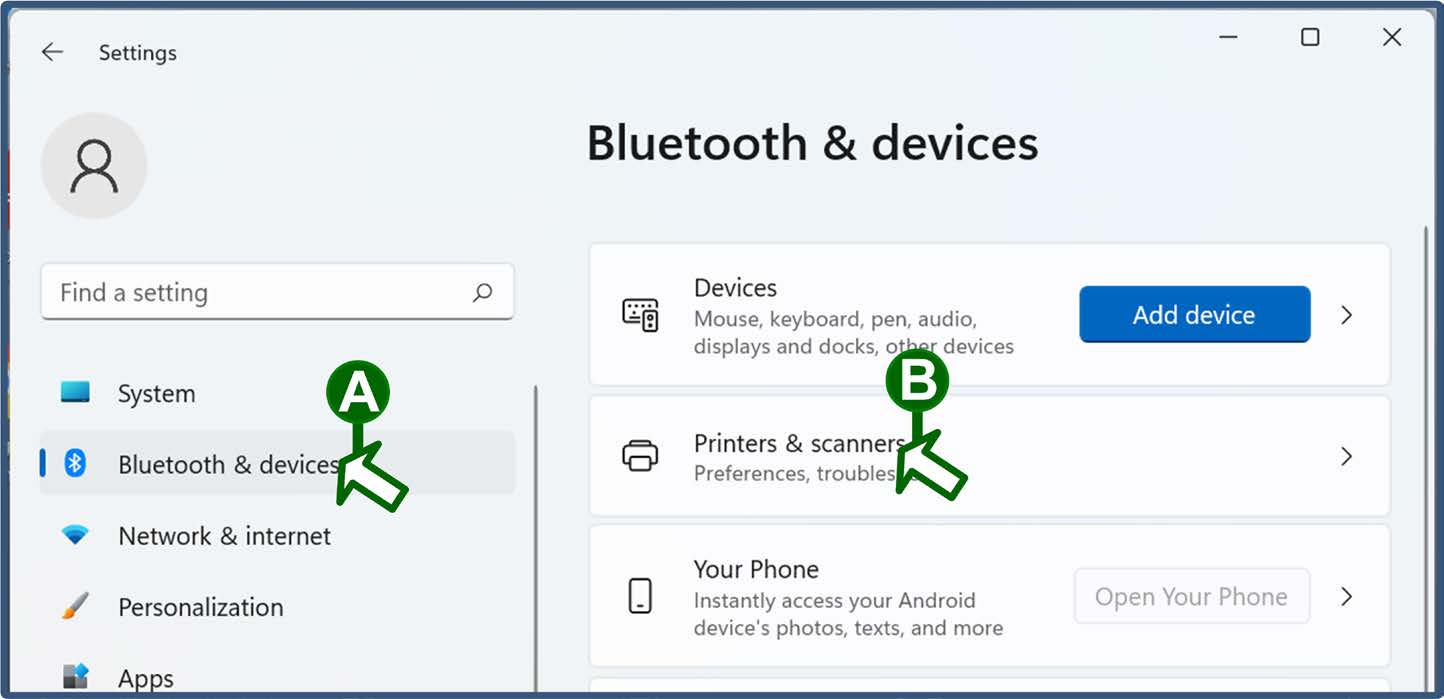 Settings
Bluetooth & devices
Find a setting
System
A
Bluetooth & devices
Network & internet
Personalization
Apps
Devices
Mouse, keyboard, pen, audio,
displays and docks, other devices
Add device
B
Printers & scanners
Preferences,
Your Phone
Instantly access your Android
device's photos, texts, and more
Open Your Phone